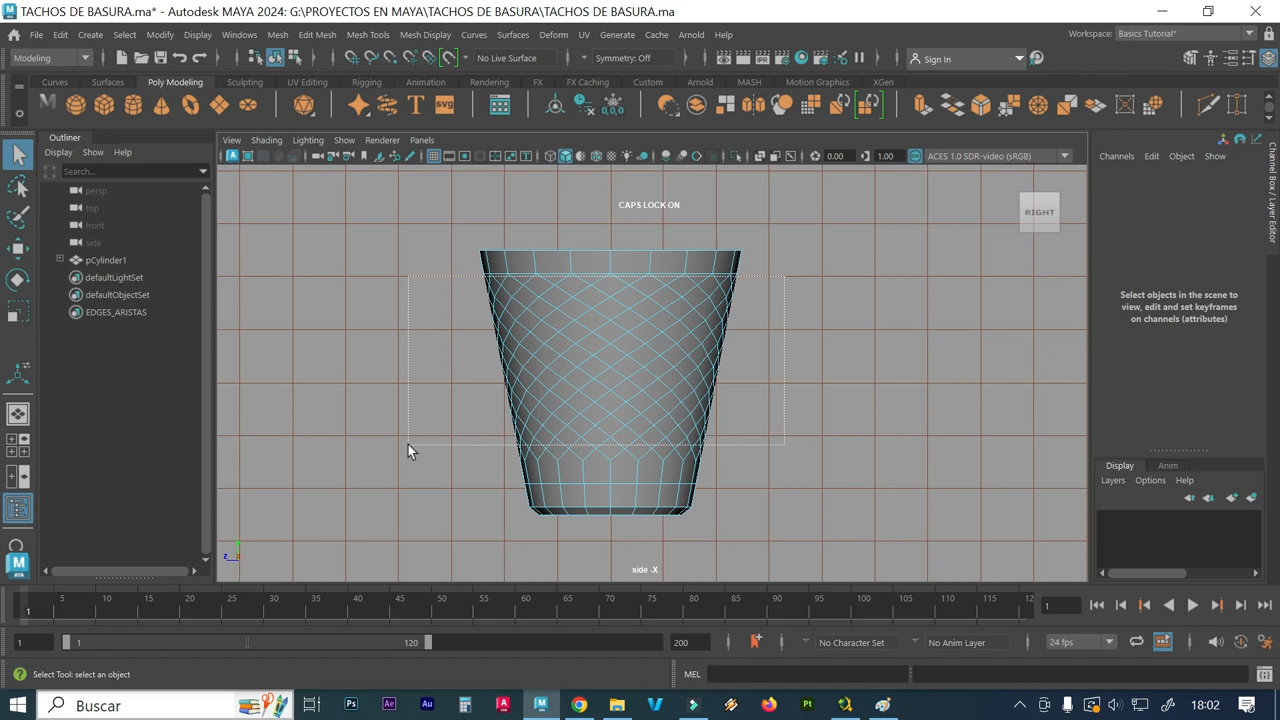 TACHOS DE BASURA.ma* - Autodesk MAYA 2024: G:\PROYECTOS EN MAYA\TACHOS DE BASURA\TACHOS DE BASURA.ma
File Edit Create Select Modify Display Windows Mesh Edit Mesh Mesh Tools Mesh Display Curves Surfaces Deform UV Generate Cache Arnold Help
Workspace: Basics Tutorial*
Modeling
No Live Surface
Symmetry: Off
Sign In
Curves Surfaces Poly Modeling Sculpting UV Editing Rigging Animation Rendering FX FX Caching Custom Arnold MASH Motion Graphics XGen
Outliner
Display Show Help
Search...
persp
top
front
side
pCylinder1
defaultLightSet
defaultObjectSet
EDGES_ARISTAS
View Shading Lighting Show Renderer Panels
0.00
1.00
ACES 1.0 SDR-video (sRGB)
CAPS LOCK ON
RIGHT
side -X
Channels Edit Object Show
Select objects in the scene to
view, edit and set keyframes
on channels (attributes)
Channel Box / Layer Editor
Display Anim
Layers Options Help
5 10 15 20 25 30 35 40 45 50 55 60 65 70 75 80 85 90 95 100 105 110 115 12
1
1
1
1
120
200
No Character Set
No Anim Layer
24 fps
Select Tool: select an object
MEL
Buscar
18:02